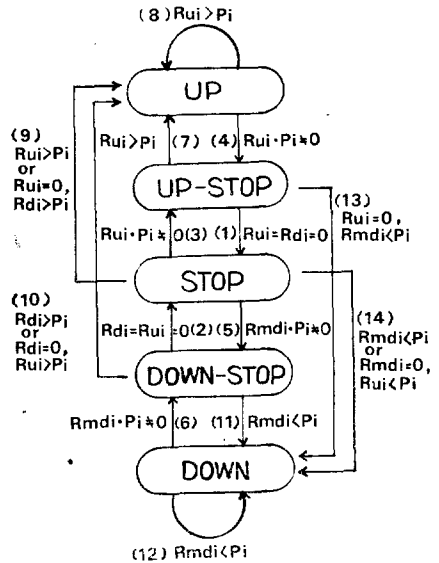 (8) Rui>Pi
UP
(9)
Rui>Pi
or
Rui=0,
Rdi>Pi
Rui>Pi (7) (4) Rui·Pi≒0
UP-STOP
(13)
Rui=0,
Rmdi<Pi
Rui·Pi≒0(3) (1) Rui=Rdi=0
STOP
(10)
Rdi>Pi
or
Rdi=0,
Rui>Pi
(14)
Rmdi<Pi
or
Rmdi=0,
Rui<Pi
Rdi=Rui=0(2)(5) Rmdi·Pi≒0
DOWN-STOP
Rmdi·Pi≒0 (6) (11) Rmdi<Pi
DOWN
(12) Rmdi<Pi